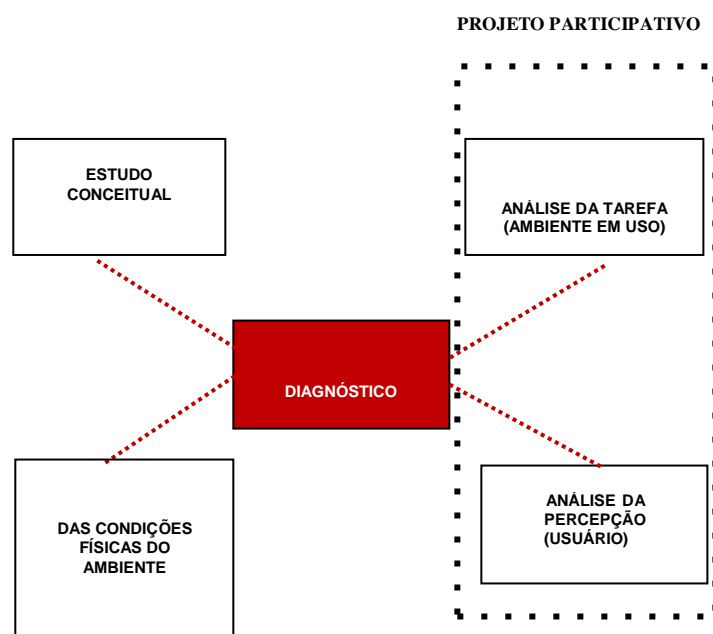 PROJETO PARTICIPATIVO
ESTUDO
CONCEITUAL
ANÁLISE DA TAREFA
(AMBIENTE EM USO)
DIAGNÓSTICO
DAS CONDIÇÕES
FÍSICAS DO
AMBIENTE
ANÁLISE DA
PERCEPÇÃO
(USUÁRIO)